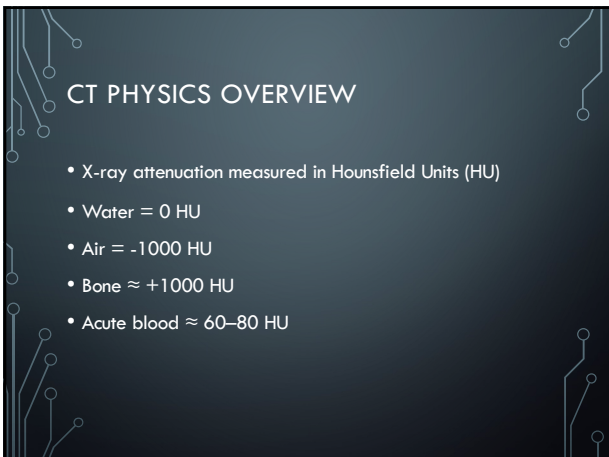 CT PHYSICS OVERVIEW
• X-ray attenuation measured in Hounsfield Units (HU)
• Water = 0 HU
• Air = -1000 HU
• Bone ≈ +1000 HU
• Acute blood ≈ 60–80 HU